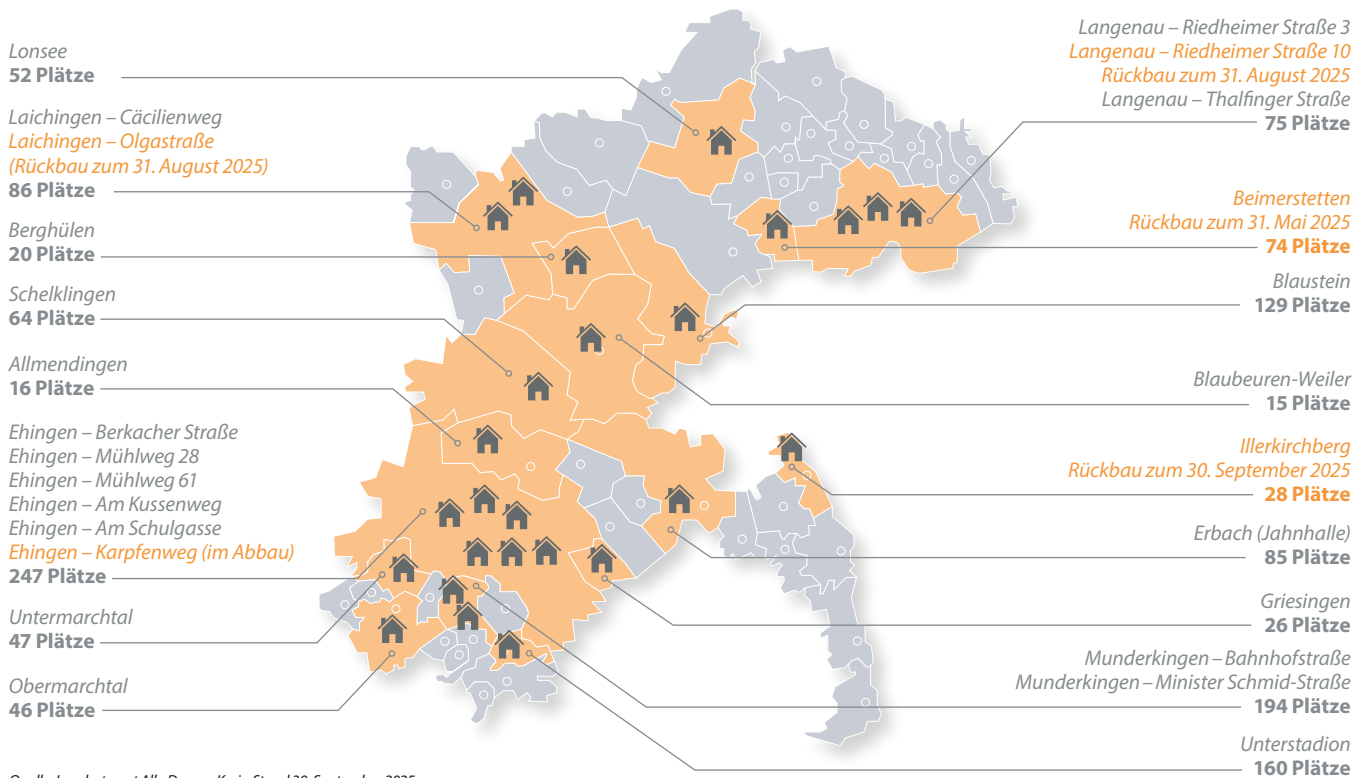 Lonsee
52 Plätze
Laichingen – Cäcilienweg
Laichingen – Olgastraße
(Rückbau zum 31. August 2025)
86 Plätze
Berghülen
20 Plätze
Schelklingen
64 Plätze
Allmendingen
16 Plätze
Ehingen – Berkacher Straße
Ehingen – Mühlweg 28
Ehingen – Mühlweg 61
Ehingen – Am Kussenweg
Ehingen – Am Schulgasse
Ehingen – Karpfenweg (im Abbau)
247 Plätze
Untermarchtal
47 Plätze
Obermarchtal
46 Plätze
Langenau – Riedheimer Straße 3
Langenau – Riedheimer Straße 10
Rückbau zum 31. August 2025
Langenau – Thalfinger Straße
75 Plätze
Beimerstetten
Rückbau zum 31. Mai 2025
74 Plätze
Blaustein
129 Plätze
Blaubeuren-Weiler
15 Plätze
Illerkirchberg
Rückbau zum 30. September 2025
28 Plätze
Erbach (Jahnhalle)
85 Plätze
Griesingen
26 Plätze
Munderkingen – Bahnhofstraße
Munderkingen – Minister Schmid-Straße
194 Plätze
Unterstadion
160 Plätze